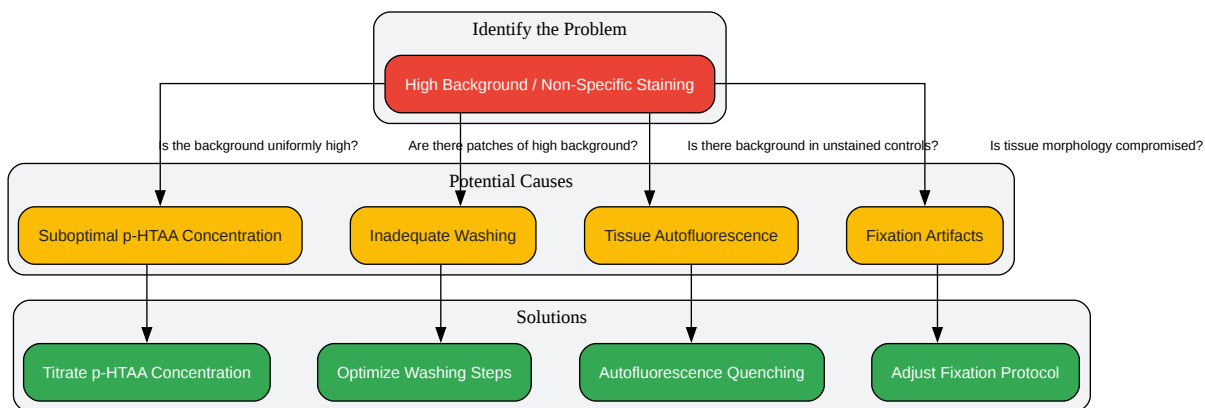 Identify the Problem
High Background / Non-Specific Staining
Is the background uniformly high?
Are there patches of high background?
Is there background in unstained controls?
Is tissue morphology compromised?
Potential Causes
Suboptimal p-HTAA Concentration
Inadequate Washing
Tissue Autofluorescence
Fixation Artifacts
Solutions
Titrate p-HTAA Concentration
Optimize Washing Steps
Autofluorescence Quenching
Adjust Fixation Protocol